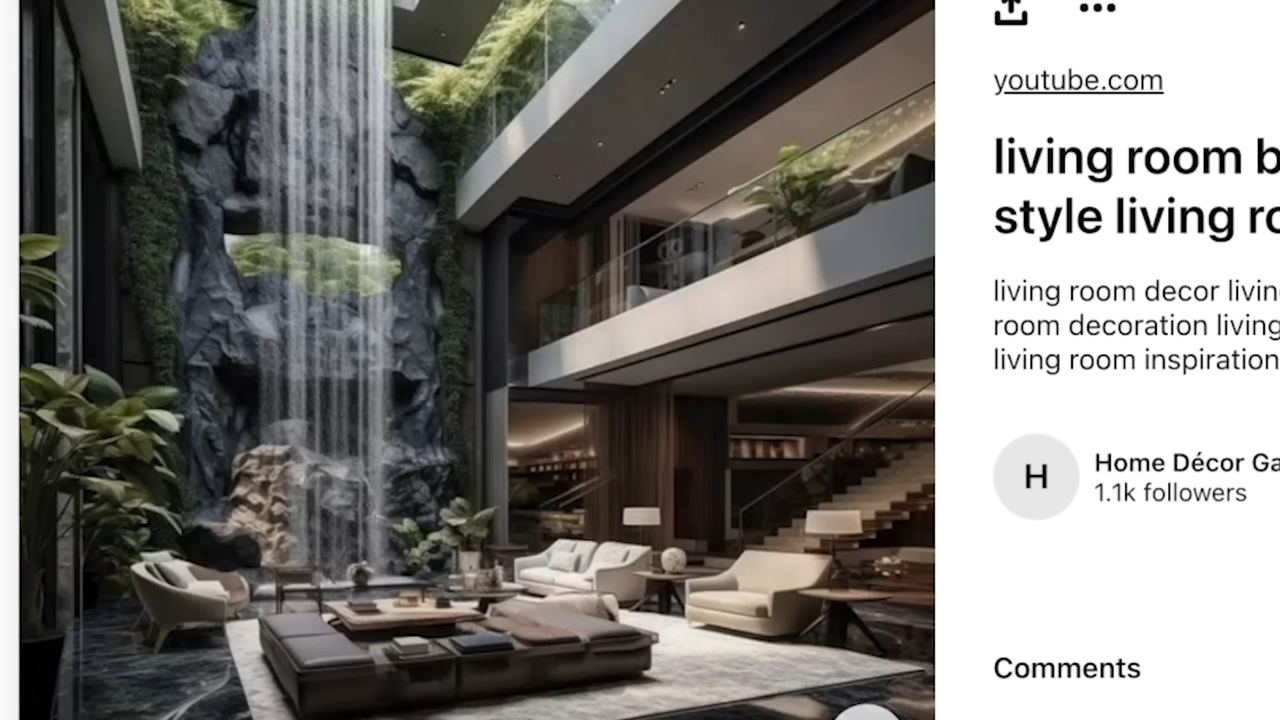 youtube.com
living room b
style living ro
living room decor living
room decoration living
living room inspiration
H
Home Décor Ga
1.1k followers
Comments